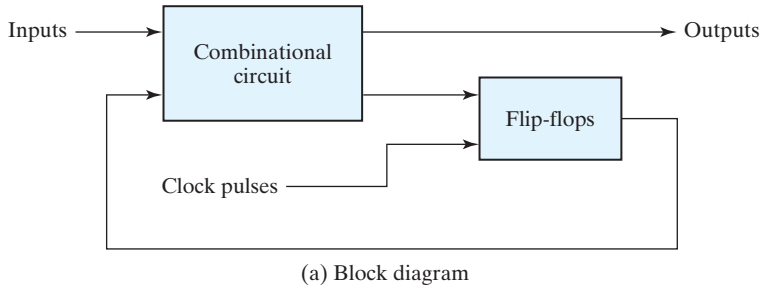 Inputs
Outputs
Combinational
circuit
Flip-flops
Clock pulses
(a) Block diagram